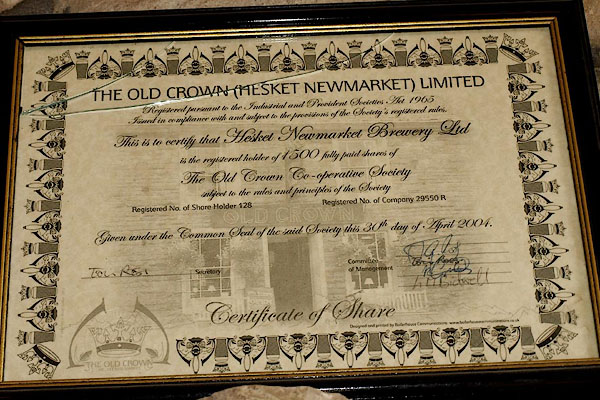 THE OLD CROWN (HESKET NEWMARKET) LIMITED
Registered pursuant to the Industrial and Provident Societies Act 1965.
Issued in compliance with and subject to the provisions of the Society's registered rules.
This is to certify that Hesket Newmarket Brewery Ltd
is the registered holder of 1500 fully paid shares of
The Old Crown Co-operative Society
subject to the rules and principles of the Society
Registered No. of Share Holder 128 Registered No. of Company 29550 R
Given under the Common Seal of the said Society this 30th day of April 2004.
Secretary
Committee
of Management
Certificate of Share
THE OLD CROWN